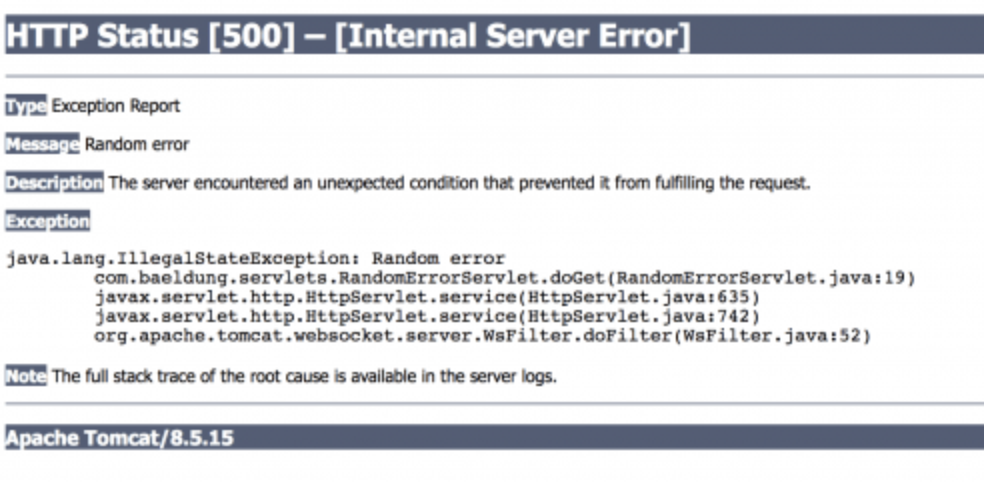 HTTP Status [500] – [Internal Server Error]
Type Exception Report
Message Random error
Description The server encountered an unexpected condition that prevented it from fulfilling the request.
Exception
java.lang.IllegalStateException: Random error
com.baeldung.servlets.RandomErrorServlet.doGet(RandomErrorServlet.java:19)
javax.servlet.http.HttpServlet.service(HttpServlet.java:635)
javax.servlet.http.HttpServlet.service(HttpServlet.java:742)
org.apache.tomcat.websocket.server.WsFilter.doFilter(WsFilter.java:52)
Note The full stack trace of the root cause is available in the server logs.
Apache Tomcat/8.5.15